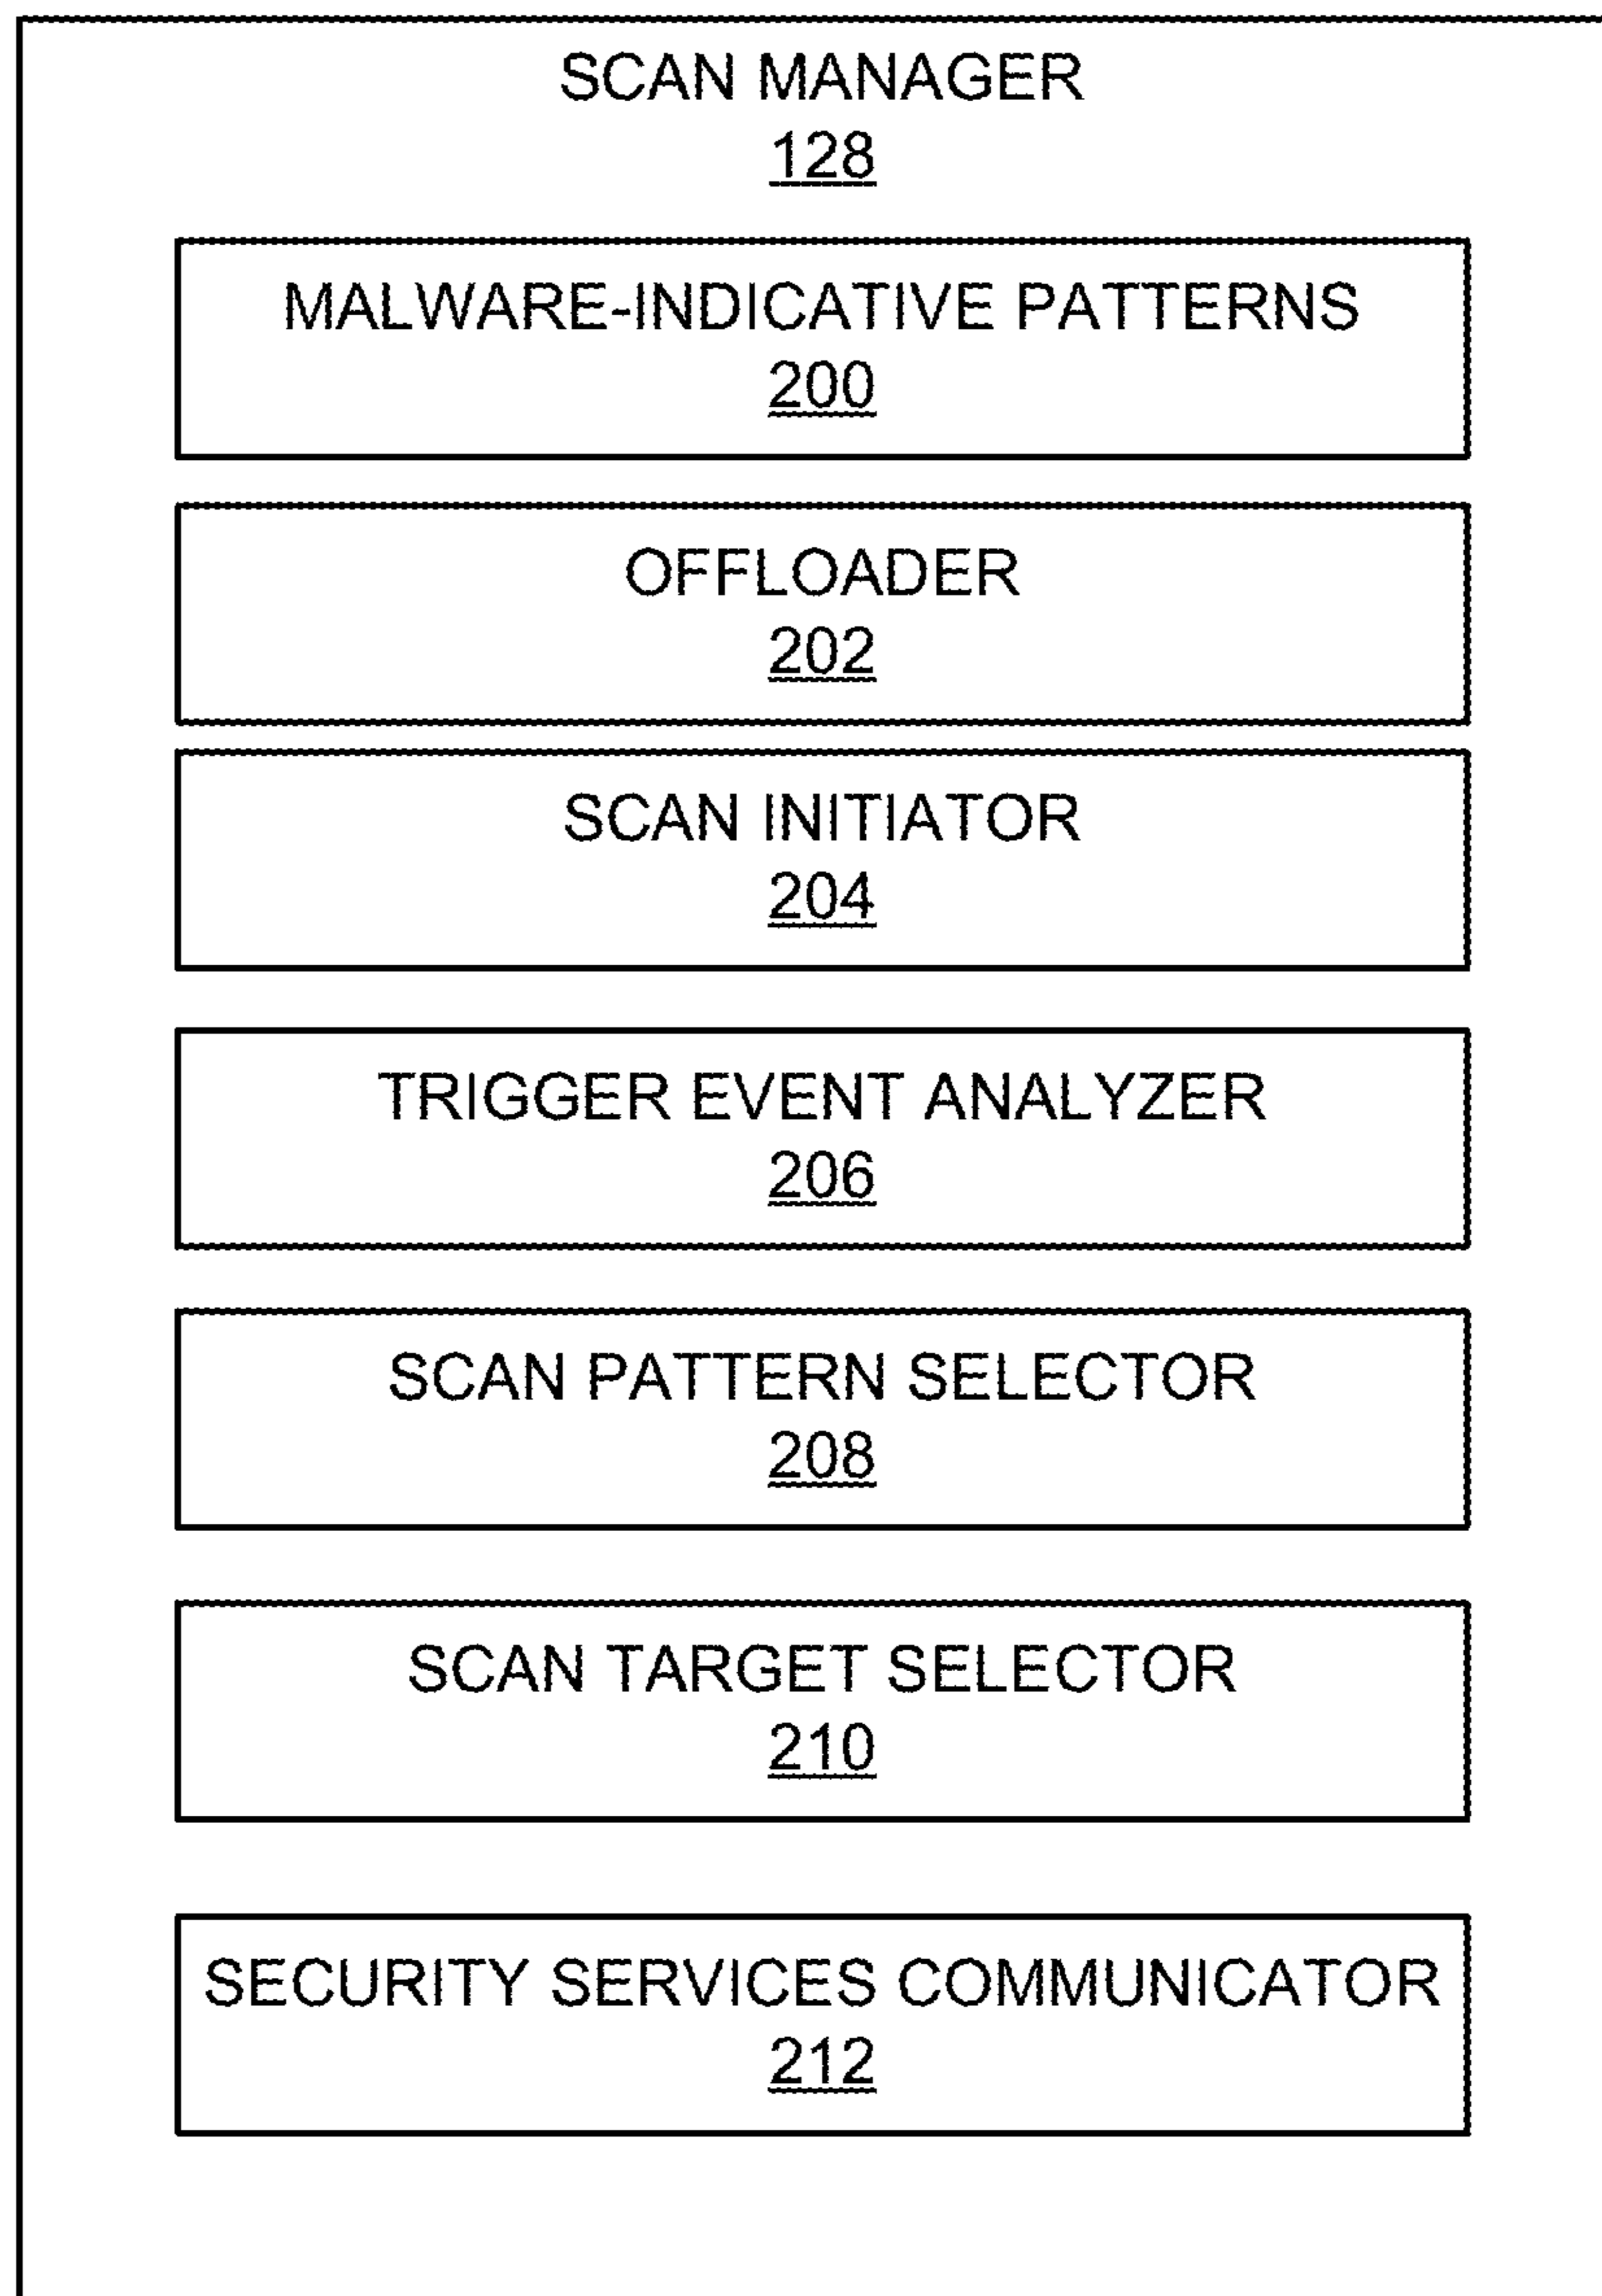 SCAN MANAGER
128
MALWARE-INDICATIVE PATTERNS
200
OFFLOADER
202
SCAN INITIATOR
204
TRIGGER EVENT ANALYZER
206
SCAN PATTERN SELECTOR
208
SCAN TARGET SELECTOR
210
SECURITY SERVICES COMMUNICATOR
212